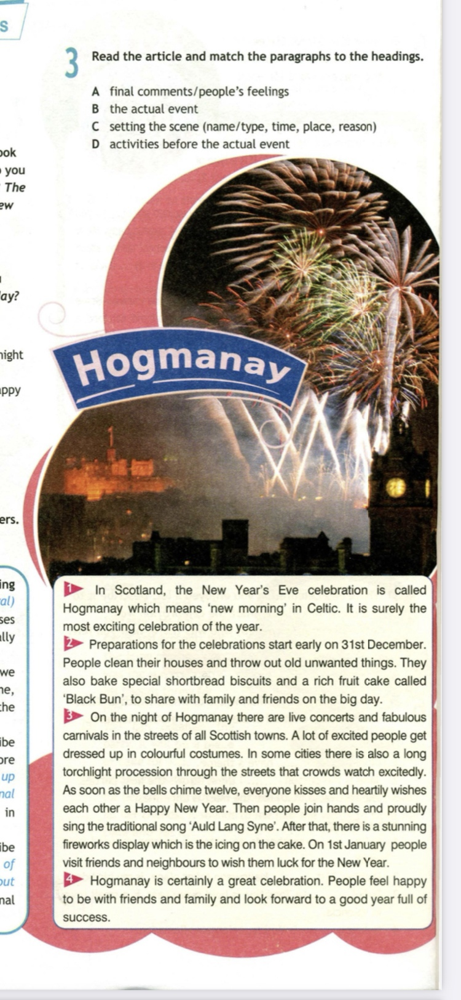 s
ook
you
The
ew
ay?
night
appy
ers.
ing
al)
ses
ally
we
ne,
the
ibe
ore
up
nal
in
ibe
of
out
nal
3 Read the article and match the paragraphs to the headings.
A final comments/people's feelings
B the actual event
C setting the scene (name/type, time, place, reason)
D activities before the actual event
Hogmanay
1 In Scotland, the New Year's Eve celebration is called
Hogmanay which means 'new morning' in Celtic. It is surely the
most exciting celebration of the year.
2 Preparations for the celebrations start early on 31st December.
People clean their houses and throw out old unwanted things. They
also bake special shortbread biscuits and a rich fruit cake called
'Black Bun', to share with family and friends on the big day.
3 On the night of Hogmanay there are live concerts and fabulous
carnivals in the streets of all Scottish towns. A lot of excited people get
dressed up in colourful costumes. In some cities there is also a long
torchlight procession through the streets that crowds watch excitedly.
As soon as the bells chime twelve, everyone kisses and heartily wishes
each other a Happy New Year. Then people join hands and proudly
sing the traditional song 'Auld Lang Syne'. After that, there is a stunning
fireworks display which is the icing on the cake. On 1st January people
visit friends and neighbours to wish them luck for the New Year.
4 Hogmanay is certainly a great celebration. People feel happy
to be with friends and family and look forward to a good year full of
success.